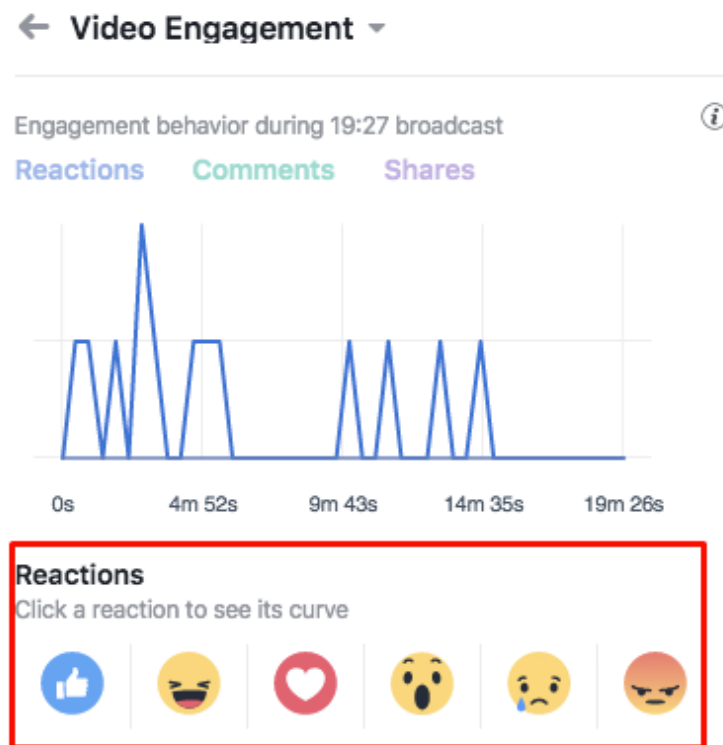 Video Engagement
Engagement behavior during 19:27 broadcast
Reactions Comments Shares
0s 4m 52s 9m 43s 14m 35s 19m 26s
Reactions
Click a reaction to see its curve